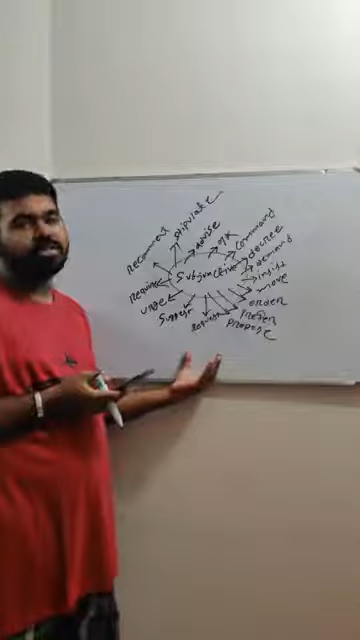 stipulate
recommend
advise
ask
command
decree
demand
insist
move
Subjunctive
require
urge
suggest
request
order
prefer
propose